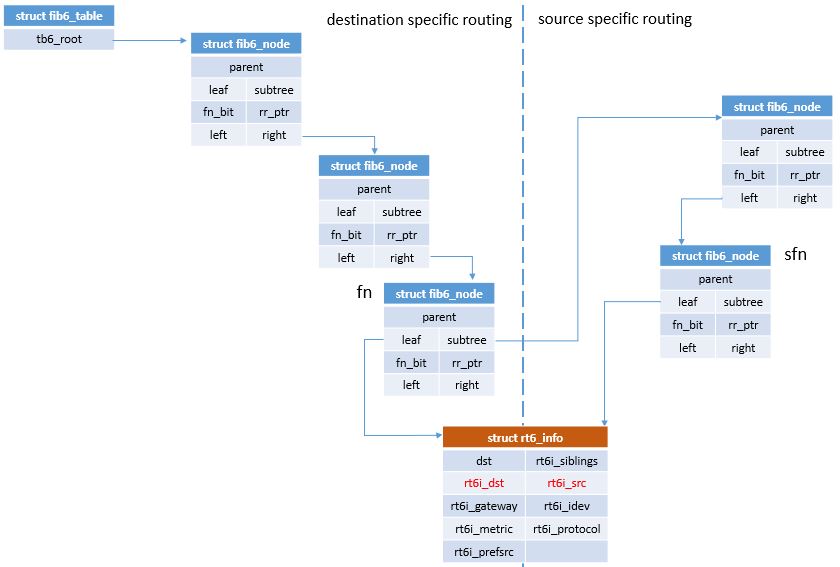 destination specific routing
source specific routing
struct fib6_table
tb6_root
struct fib6_node
parent
leaf subtree
fn_bit rr_ptr
left right
struct fib6_node
parent
leaf subtree
fn_bit rr_ptr
left right
fn
struct fib6_node
parent
leaf subtree
fn_bit rr_ptr
left right
struct fib6_node
parent
leaf subtree
fn_bit rr_ptr
left right
sfn
struct fib6_node
parent
leaf subtree
fn_bit rr_ptr
left right
struct rt6_info
dst rt6i_siblings
rt6i_dst rt6i_src
rt6i_gateway rt6i_idev
rt6i_metric rt6i_protocol
rt6i_prefsrc